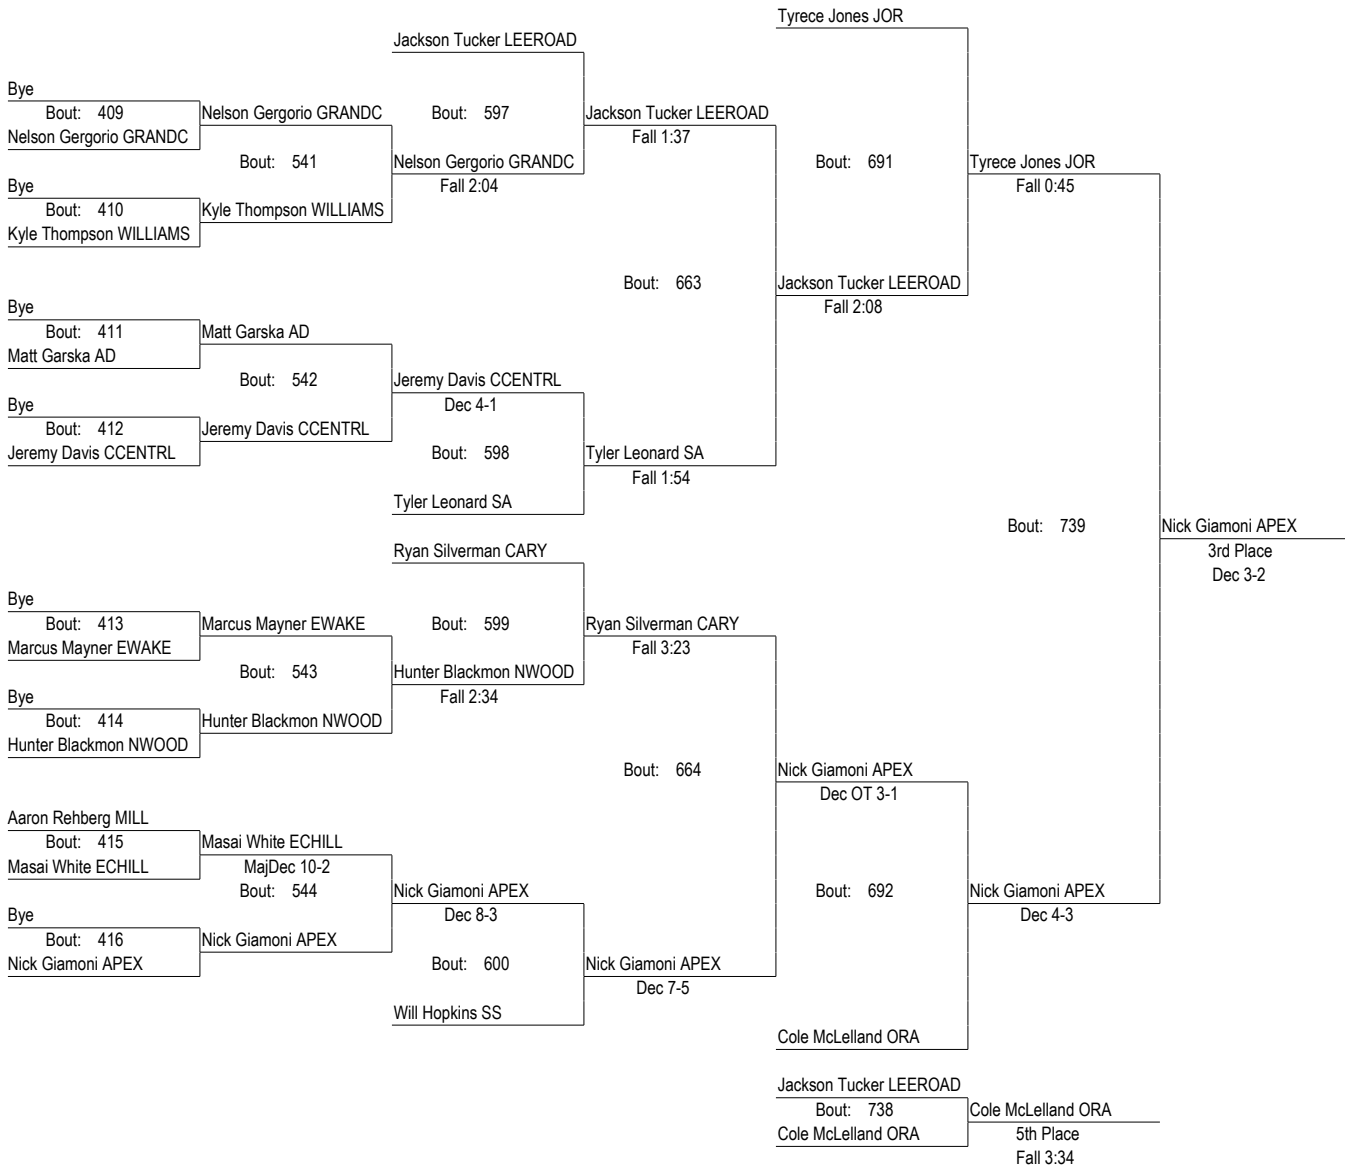 Tyrece Jones JOR
Jackson Tucker LEEROAD
Bye
Bout: 409
Nelson Gergorio GRANDC
Nelson Gergorio GRANDC
Bout: 597
Jackson Tucker LEEROAD
Fall 1:37
Bout: 541
Nelson Gergorio GRANDC
Fall 2:04
Bout: 691
Tyrece Jones JOR
Fall 0:45
Bye
Bout: 410
Kyle Thompson WILLIAMS
Kyle Thompson WILLIAMS
Bout: 663
Jackson Tucker LEEROAD
Fall 2:08
Bye
Bout: 411
Matt Garska AD
Matt Garska AD
Bout: 542
Jeremy Davis CCENTRL
Dec 4-1
Bye
Bout: 412
Jeremy Davis CCENTRL
Jeremy Davis CCENTRL
Bout: 598
Tyler Leonard SA
Fall 1:54
Tyler Leonard SA
Bout: 739
Nick Giamoni APEX
3rd Place
Dec 3-2
Ryan Silverman CARY
Bye
Bout: 413
Marcus Mayner EWAKE
Marcus Mayner EWAKE
Bout: 599
Ryan Silverman CARY
Fall 3:23
Bout: 543
Hunter Blackmon NWOOD
Fall 2:34
Bye
Bout: 414
Hunter Blackmon NWOOD
Hunter Blackmon NWOOD
Bout: 664
Nick Giamoni APEX
Dec OT 3-1
Aaron Rehberg MILL
Bout: 415
Masai White ECHILL
Masai White ECHILL
MajDec 10-2
Bout: 544
Nick Giamoni APEX
Dec 8-3
Bout: 692
Nick Giamoni APEX
Dec 4-3
Bye
Bout: 416
Nick Giamoni APEX
Nick Giamoni APEX
Bout: 600
Nick Giamoni APEX
Dec 7-5
Will Hopkins SS
Cole McLelland ORA
Jackson Tucker LEEROAD
Bout: 738
Cole McLelland ORA
Cole McLelland ORA
5th Place
Fall 3:34